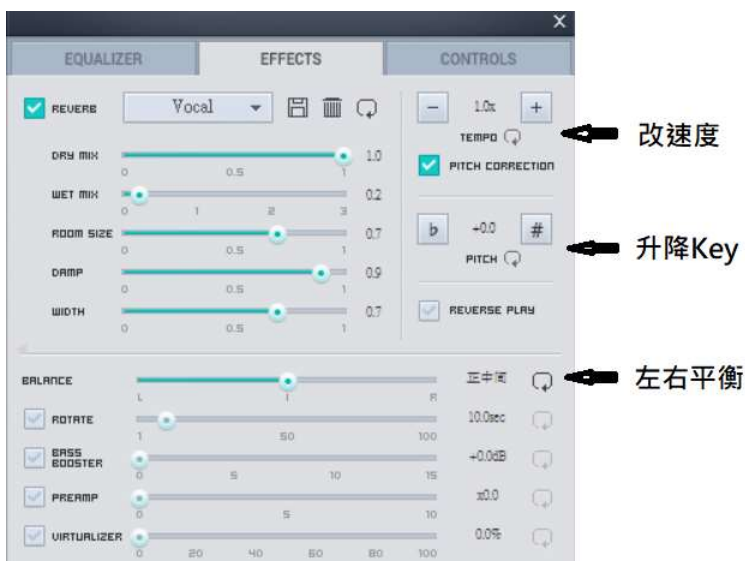 X
EQUALIZER EFFECTS CONTROLS
REVERB Vocal
DRY MIX 1.0
0 0.5 1
WET MIX 0.2
0 1 2 3
ROOM SIZE 0.7
0 0.5 1
DAMP 0.9
0 0.5 1
WIDTH 0.7
0 0.5 1
− 1.0x +
TEMPO
改速度
PITCH CORRECTION
♭ +0.0 #
PITCH
升降Key
REVERSE PLAY
BALANCE 正中間
左右平衡
L I R
ROTATE 10.0sec
1 50 100
BASS BOOSTER +0.0dB
0 5 10 15
PREAMP x0.0
0 5 10
VIRTUALIZER 0.0%
0 20 40 60 80 100